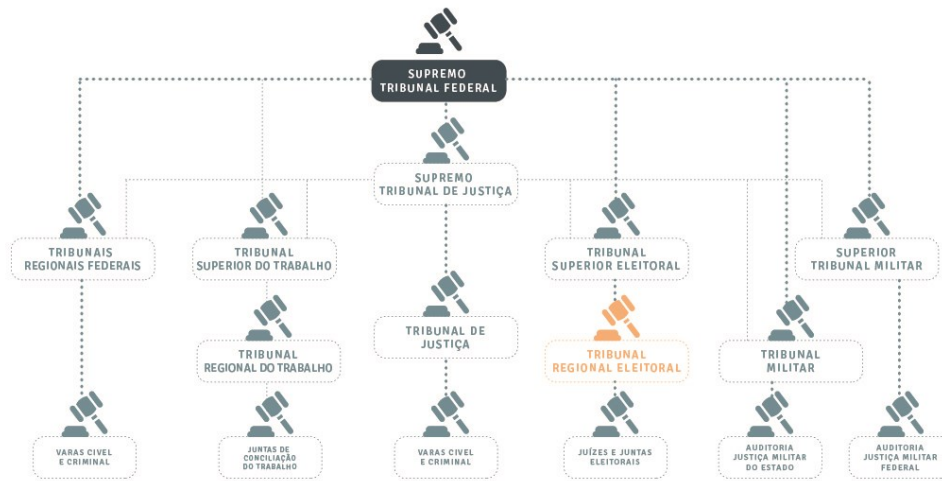 SUPREMO
TRIBUNAL FEDERAL
SUPREMO
TRIBUNAL DE JUSTIÇA
TRIBUNAIS
REGIONAIS FEDERAIS
TRIBUNAL
SUPERIOR DO TRABALHO
TRIBUNAL
SUPERIOR ELEITORAL
SUPERIOR
TRIBUNAL MILITAR
TRIBUNAL
REGIONAL DO TRABALHO
TRIBUNAL DE
JUSTIÇA
TRIBUNAL
REGIONAL ELEITORAL
TRIBUNAL
MILITAR
VARAS CIVEL
E CRIMINAL
JUNTAS DE
CONCILIAÇÃO
DO TRABALHO
VARAS CIVEL
E CRIMINAL
JUÍZES E JUNTAS
ELEITORAIS
AUDITORIA
JUSTIÇA MILITAR
DO ESTADO
AUDITORIA
JUSTIÇA MILITAR
FEDERAL